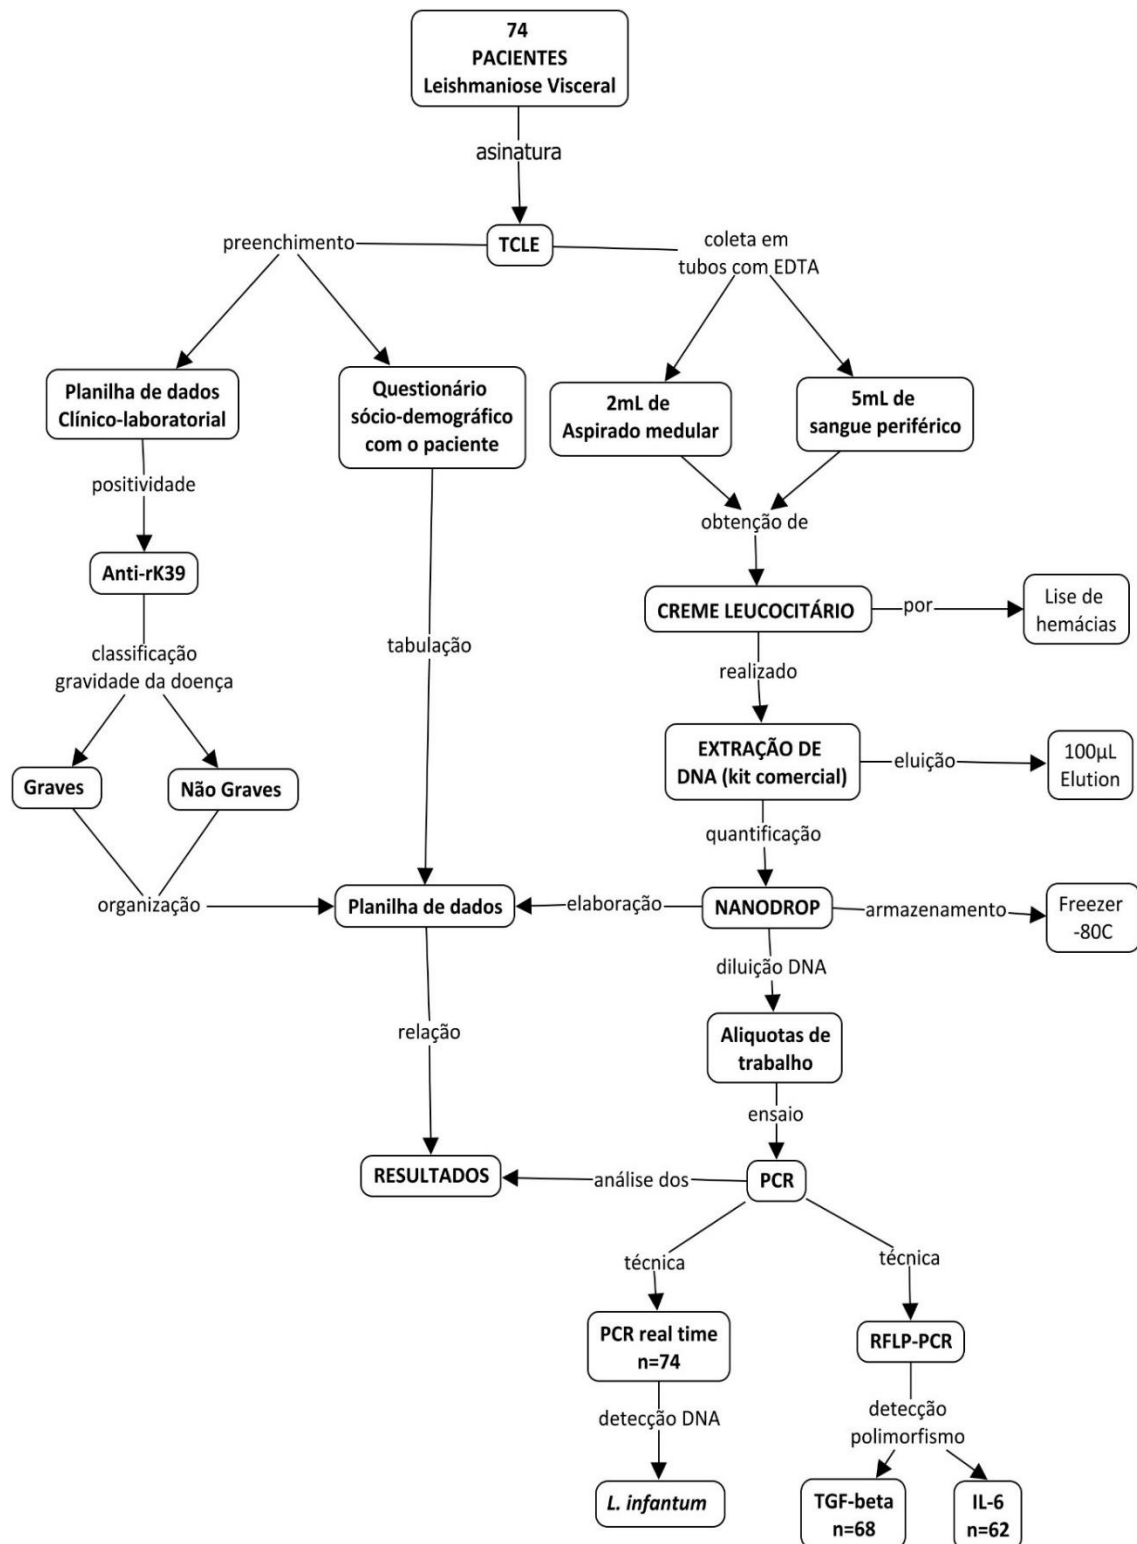 74
PACIENTES
Leishmaniose Visceral
asinatura
TCLE
preenchimento
coleta em
tubos com EDTA
Planilha de dados
Clínico-laboratorial
Questionário
sócio-demográfico
com o paciente
2mL de
Aspirado medular
5mL de
sangue periférico
positividade
obtenção de
Anti-rK39
CREME LEUCOCITÁRIO
por
Lise de
hemácias
classificação
gravidade da doença
tabulação
realizado
Graves
Não Graves
EXTRAÇÃO DE
DNA (kit comercial)
eluição
100µL
Elution
quantificação
organização
Planilha de dados
elaboração
NANODROP
armazenamento
Freezer
-80C
diluição DNA
relação
Aliquotas de
trabalho
ensaio
RESULTADOS
análise dos
PCR
técnica
técnica
PCR real time
n=74
RFLP-PCR
detecção DNA
detecção
polimorfismo
L. infantum
TGF-beta
n=68
IL-6
n=62